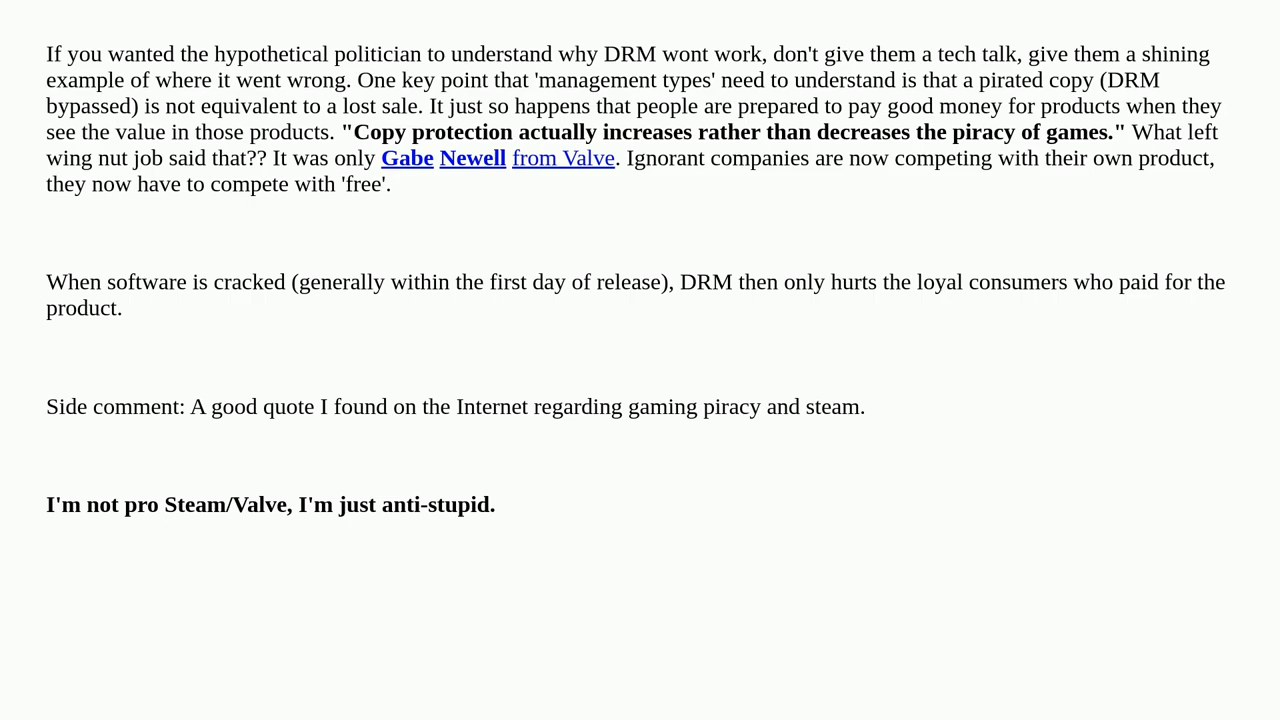 If you wanted the hypothetical politician to understand why DRM wont work, don't give them a tech talk, give them a shining
example of where it went wrong. One key point that 'management types' need to understand is that a pirated copy (DRM
bypassed) is not equivalent to a lost sale. It just so happens that people are prepared to pay good money for products when they
see the value in those products. "Copy protection actually increases rather than decreases the piracy of games." What left
wing nut job said that?? It was only Gabe Newell from Valve. Ignorant companies are now competing with their own product,
they now have to compete with 'free'.
When software is cracked (generally within the first day of release), DRM then only hurts the loyal consumers who paid for the
product.
Side comment: A good quote I found on the Internet regarding gaming piracy and steam.
I'm not pro Steam/Valve, I'm just anti-stupid.